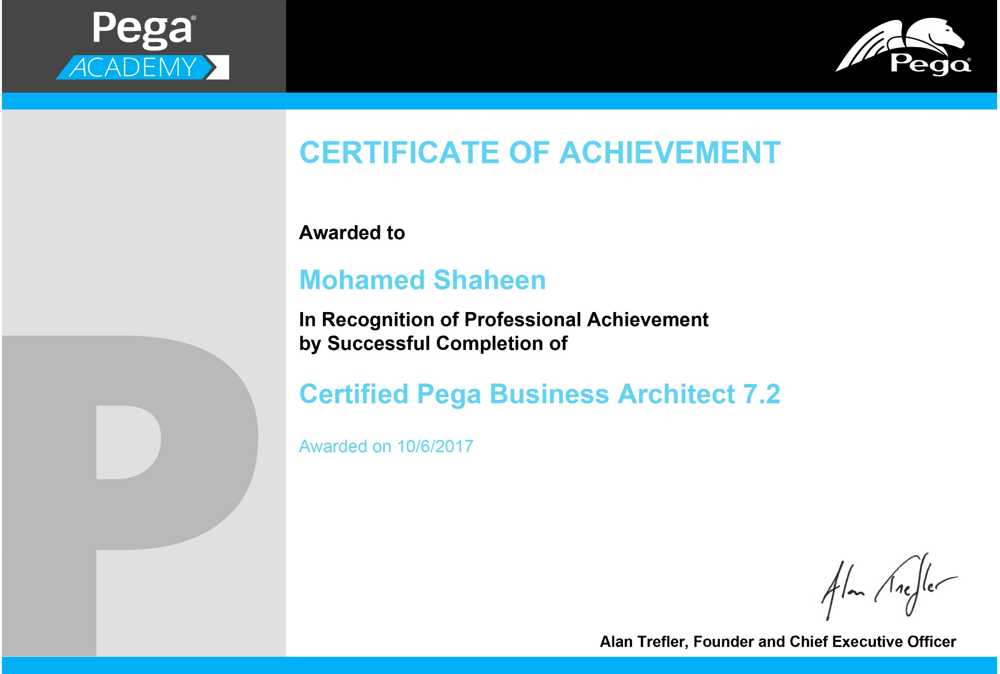 Pega®
ACADEMY
Pega®
CERTIFICATE OF ACHIEVEMENT
Awarded to
Mohamed Shaheen
In Recognition of Professional Achievement
by Successful Completion of
Certified Pega Business Architect 7.2
Awarded on 10/6/2017
Alan Trefler
Alan Trefler, Founder and Chief Executive Officer
P